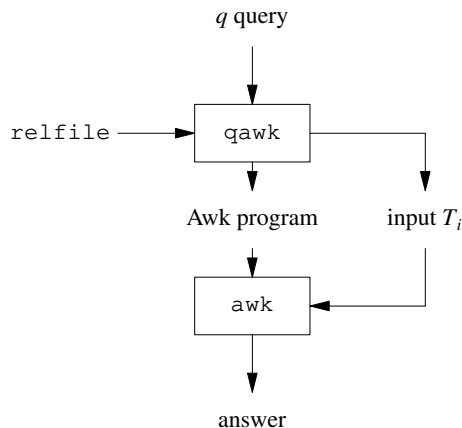 q query
relfile
qawk
Awk program
input Tᵢ
awk
answer